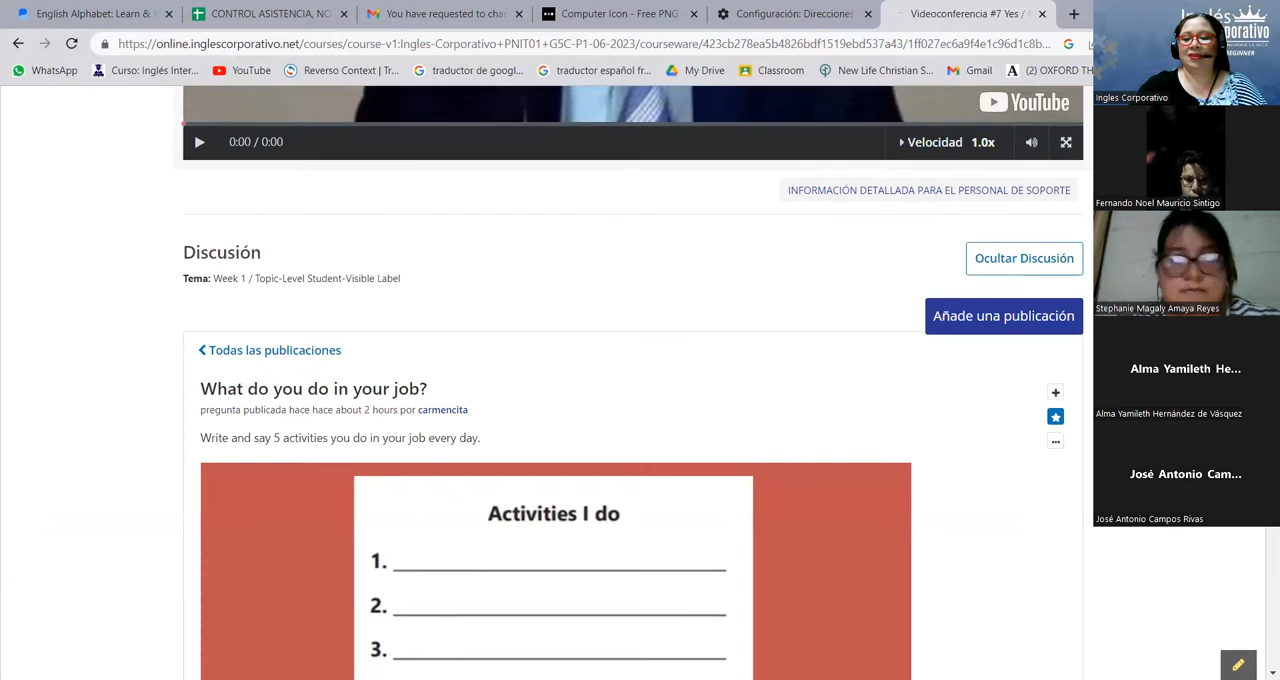 English Alphabet: Learn &
CONTROL ASISTENCIA, NO
You have requested to cha
Computer Icon - Free PNG
Configuración: Direcciones
Videoconferencia #7 Yes /
https://online.inglescorporativo.net/courses/course-v1:Ingles-Corporativo+
+G5C-P1-06-2023/courseware/423cb278ea5b4826bdf1519ebd537a43/1ff027ec6a9f4e1c96d1c8b...
WhatsApp
Curso: Inglés Inter...
YouTube
Reverso Context | Tr...
traductor de googl...
traductor español fr...
My Drive
Classroom
New Life Christian S...
Gmail
(2) OXFORD TH
YouTube
0:00 / 0:00
Velocidad 1.0x
INFORMACIÓN DETALLADA PARA EL PERSONAL DE SOPORTE
Discusión
Tema: Week 1 / Topic-Level Student-Visible Label
Ocultar Discusión
Añade una publicación
Todas las publicaciones
What do you do in your job?
pregunta publicada hace hace about 2 hours por carmencita
Write and say 5 activities you do in your job every day.
Activities I do
1.
2.
3.
Ingles Corporativo
Fernando Noel Mauricio Sintigo
Stephanie Magaly Amaya Reyes
Alma Yamileth He...
Alma Yamileth Hernández de Vásquez
José Antonio Cam...
José Antonio Campos Rivas